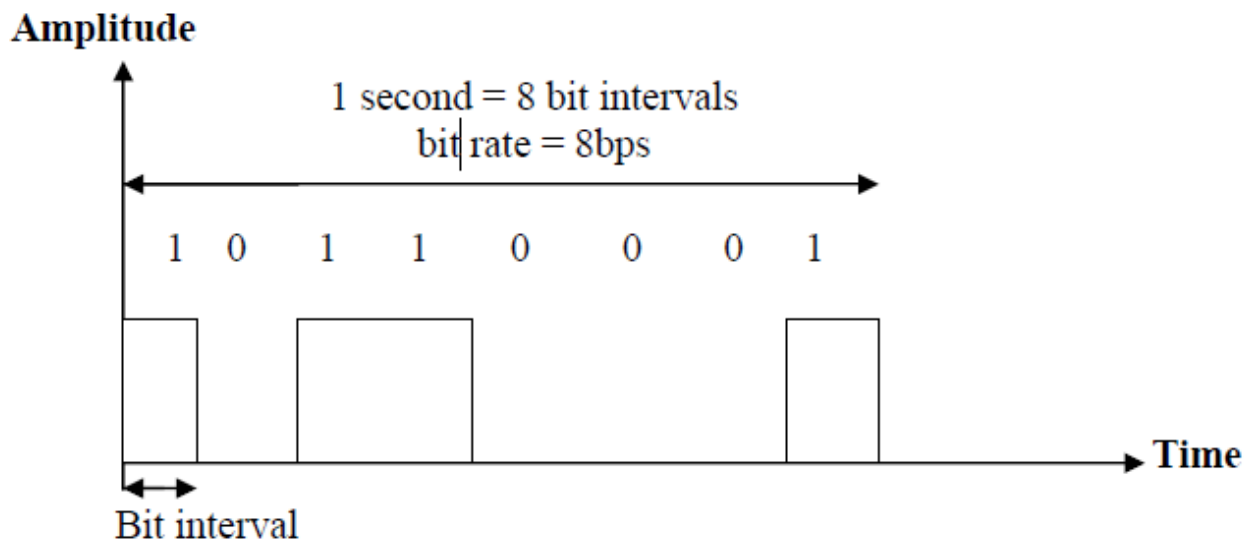 Amplitude
1 second = 8 bit intervals
bit rate = 8bps
1 0 1 1 0 0 0 1
Time
Bit interval